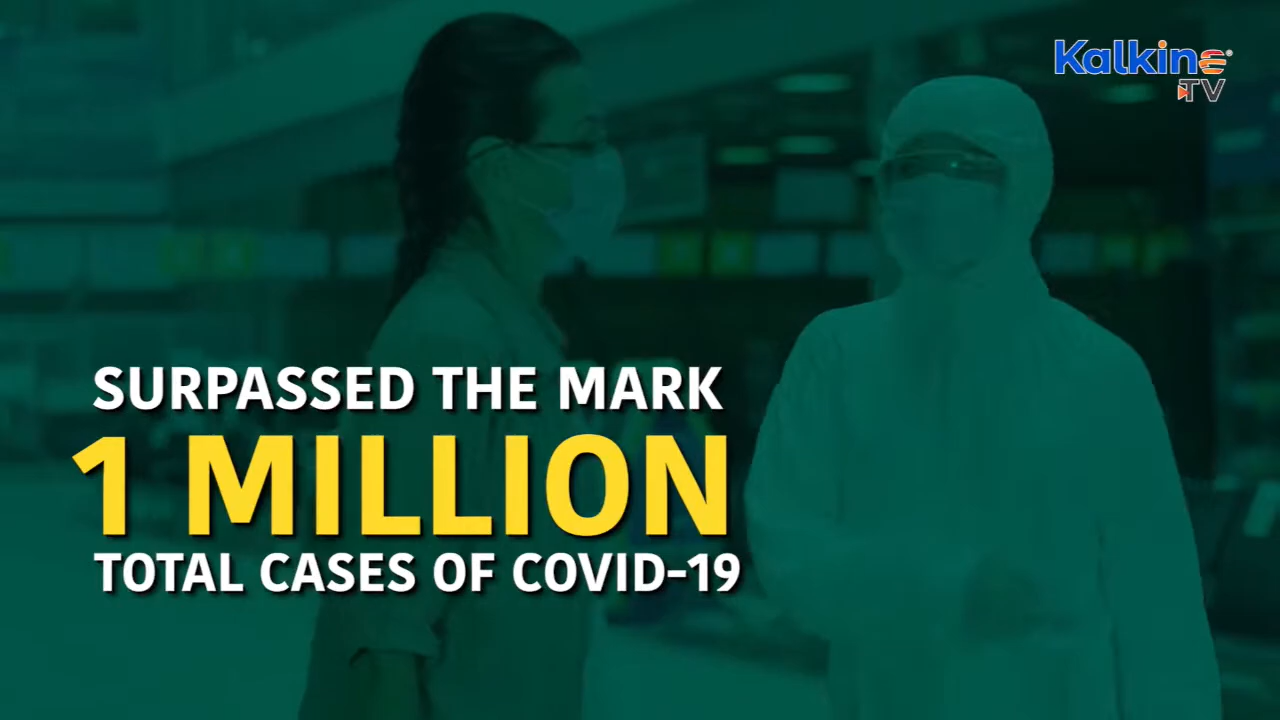 Kalkine
TV
SURPASSED THE MARK
1 MILLION
TOTAL CASES OF COVID-19